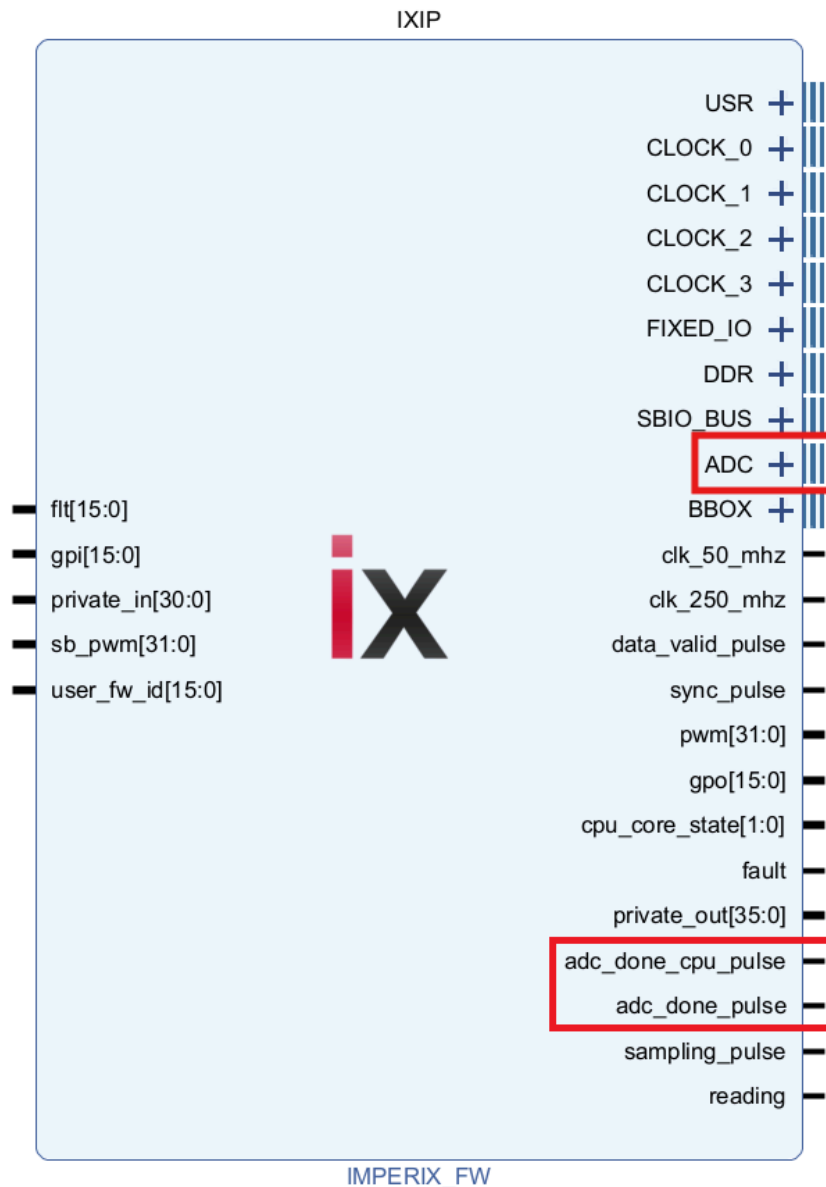 IXIP
USR
CLOCK_0
CLOCK_1
CLOCK_2
CLOCK_3
FIXED_IO
DDR
SBIO_BUS
ADC
flt[15:0]
BBOX
gpi[15:0]
clk_50_mhz
private_in[30:0]
clk_250_mhz
sb_pwm[31:0]
data_valid_pulse
user_fw_id[15:0]
sync_pulse
ix
pwm[31:0]
gpo[15:0]
cpu_core_state[1:0]
fault
private_out[35:0]
adc_done_cpu_pulse
adc_done_pulse
sampling_pulse
reading
IMPERIX_FW